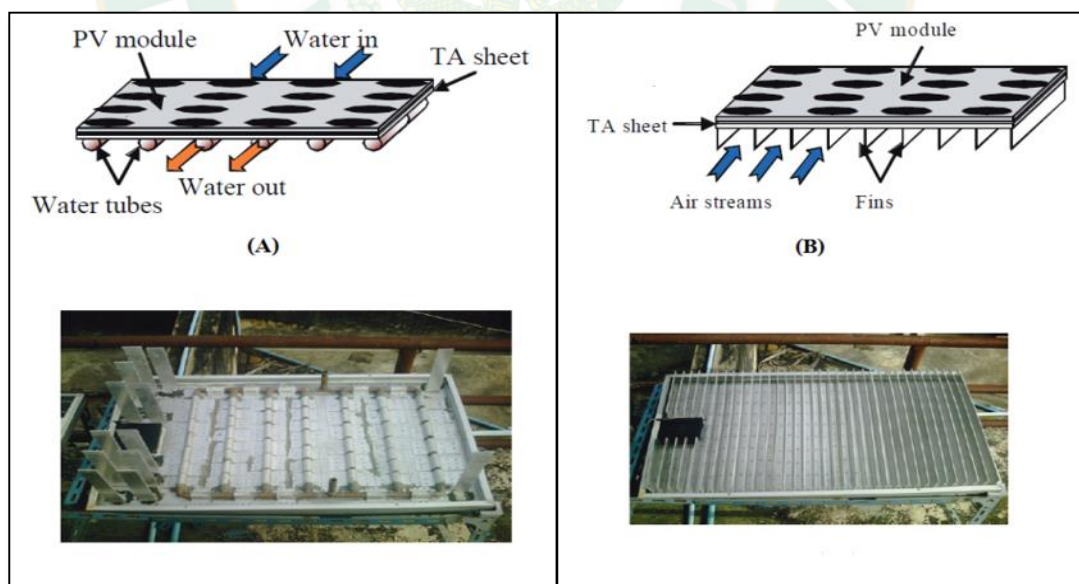 PV module
Water in
TA sheet
Water out
Water tubes
(A)
PV module
TA sheet
Air streams
Fins
(B)